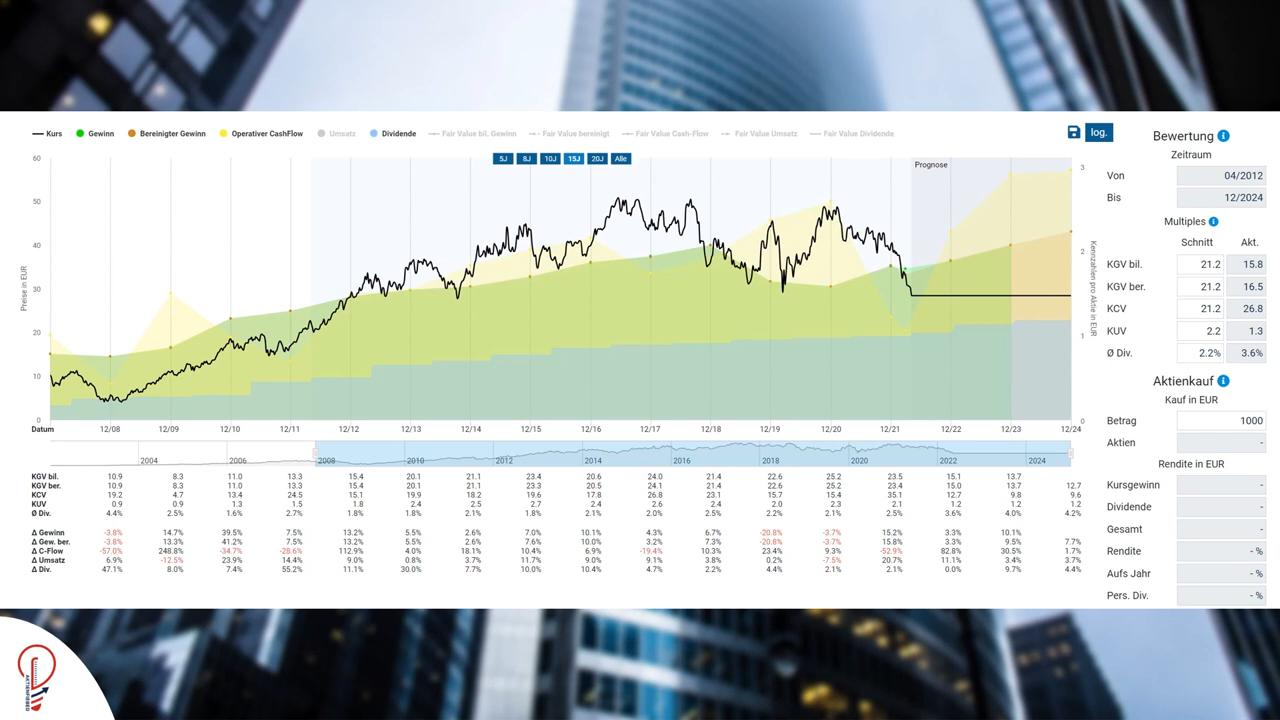 Kurs Gewinn Bereinigter Gewinn Operativer CashFlow Umsatz Dividende Fair Value bil. Gewinn Fair Value bereinigt Fair Value Cash-Flow Fair Value Umsatz Fair Value Dividende
log.
5J 8J 10J 15J 20J Alle
Prognose
60
50
40
30
20
10
0
Preise in EUR
3
2
1
0
Kennzahlen pro Aktie in EUR
Datum 12/08 12/09 12/10 12/11 12/12 12/13 12/14 12/15 12/16 12/17 12/18 12/19 12/20 12/21 12/22 12/23 12/24
2004 2006 2008 2010 2012 2014 2016 2018 2020 2022 2024
KGV bil. 10.9 8.3 11.0 13.3 15.4 20.1 21.1 23.4 20.6 24.0 21.4 22.6 25.2 23.5 15.1 13.7
KGV ber. 10.9 8.3 11.0 13.3 15.4 20.1 21.1 23.3 20.6 24.1 21.4 22.6 25.2 23.4 15.0 13.7 12.7
KCV 19.2 4.7 13.4 24.5 15.1 19.9 18.2 19.6 17.8 26.8 23.1 15.7 16.4 35.1 12.7 9.8 9.6
KUV 0.9 0.9 1.3 1.5 1.8 2.4 2.5 2.7 2.4 2.6 2.4 2.4 2.6 2.1 1.2 1.2 1.2
Ø Div. 4.4% 2.5% 1.6% 2.7% 1.8% 1.8% 2.1% 1.8% 2.1% 2.0% 2.5% 2.2% 2.1% 2.5% 3.6% 4.0% 4.2%
Δ Gewinn -3.8% 14.7% 39.5% 7.5% 13.2% 5.5% 2.6% 7.0% 10.1% 4.3% 6.7% -20.8% -3.7% 15.2% 3.3% 10.1%
Δ Gew. ber. -3.8% 13.3% 41.2% 7.5% 13.2% 5.5% 2.6% 7.6% 10.0% 3.2% 7.3% -20.8% -3.7% 15.8% 3.3% 9.5% 7.7%
Δ C-Flow -57.0% 248.8% -34.7% -28.6% 112.9% 4.0% 18.1% 10.4% 6.9% -19.4% 10.3% 23.4% 9.3% -52.9% 82.8% 30.5% 1.7%
Δ Umsatz 6.9% -12.5% 23.9% 14.4% 9.0% 0.8% 3.7% 11.7% 9.0% 9.1% 3.8% 0.2% -7.5% 20.7% 11.1% 3.4% 3.7%
Δ Div. 47.1% 8.0% 7.4% 55.2% 11.1% 30.0% 7.7% 10.0% 10.4% 4.7% 2.2% 4.4% 2.1% 2.1% 0.0% 9.7% 4.4%
Bewertung
Zeitraum
Von 04/2012
Bis 12/2024
Multiples
Schnitt Akt.
KGV bil. 21.2 15.8
KGV ber. 21.2 16.5
KCV 21.2 26.8
KUV 2.2 1.3
Ø Div. 2.2% 3.6%
Aktienkauf
Kauf in EUR
Betrag 1000
Aktien -
Rendite in EUR
Kursgewinn -
Dividende -
Gesamt -
Rendite - %
Aufs Jahr - %
Pers. Div. - %
AKTIENFIEBER